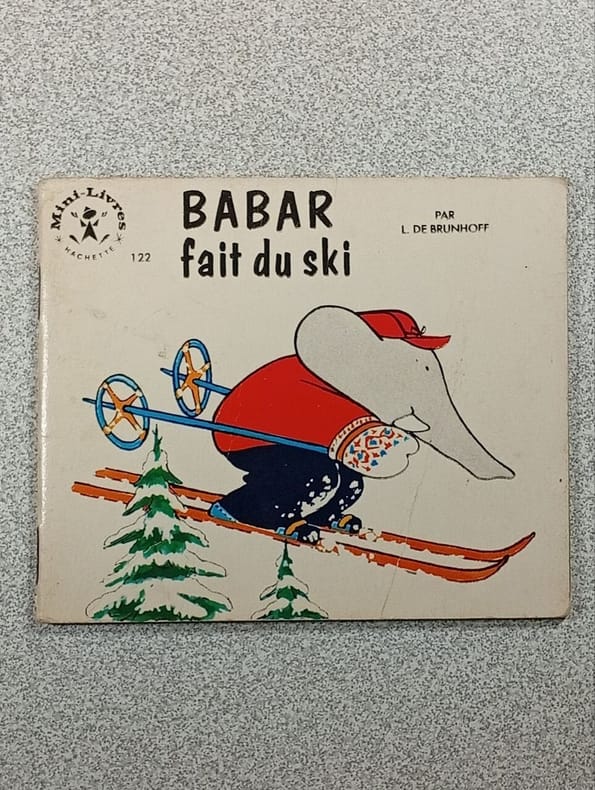 Mini-Livres
HACHETTE
122
BABAR
fait du ski
PAR
L. DE BRUNHOFF